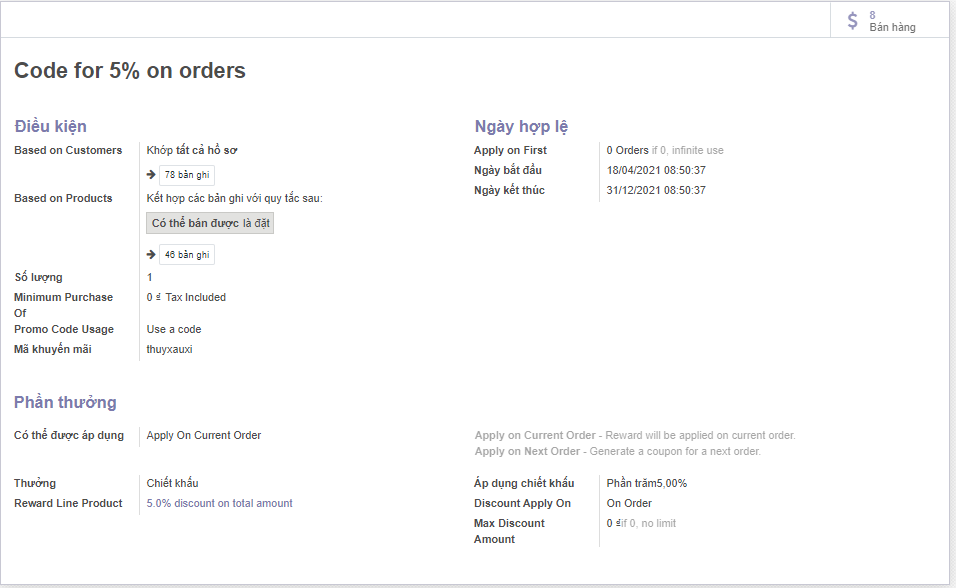 8
Bán hàng
Code for 5% on orders
Điều kiện
Based on Customers Khớp tất cả hồ sơ
78 bản ghi
Based on Products Kết hợp các bản ghi với quy tắc sau:
Có thể bán được là đặt
46 bản ghi
Số lượng 1
Minimum Purchase Of 0 ₫ Tax Included
Promo Code Usage Use a code
Mã khuyến mãi thuyxauxi
Ngày hợp lệ
Apply on First 0 Orders if 0, infinite use
Ngày bắt đầu 18/04/2021 08:50:37
Ngày kết thúc 31/12/2021 08:50:37
Phần thưởng
Có thể được áp dụng Apply On Current Order
Apply on Current Order - Reward will be applied on current order.
Apply on Next Order - Generate a coupon for a next order.
Thưởng Chiết khấu
Reward Line Product 5.0% discount on total amount
Áp dụng chiết khấu Phần trăm5,00%
Discount Apply On On Order
Max Discount Amount 0 ₫if 0, no limit